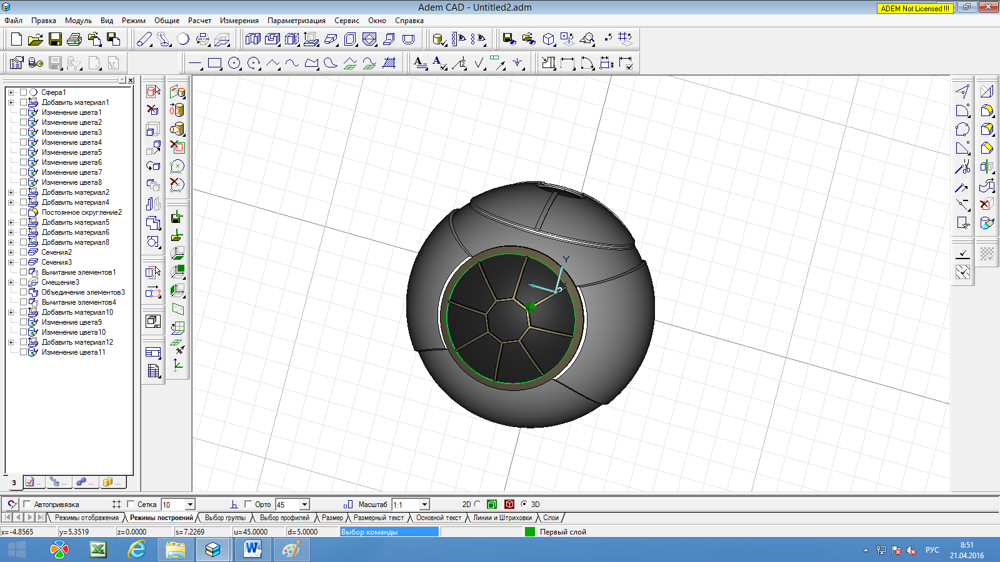 Adem CAD - Untitled2.adm
ADEM Not Licensed !!!
Файл Правка Модуль Вид Режим Общие Расчет Измерения Параметризация Сервис Окно Справка
Сфера1
Добавить материал1
Изменение цвета1
Изменение цвета2
Изменение цвета3
Изменение цвета4
Изменение цвета5
Изменение цвета6
Изменение цвета7
Изменение цвета8
Добавить материал2
Добавить материал4
Постоянное скругление2
Добавить материал5
Добавить материал6
Добавить материал8
Сечения2
Сечения3
Вычитание элементов1
Смещение3
Объединение элементов3
Вычитание элементов4
Добавить материал10
Изменение цвета9
Изменение цвета10
Добавить материал12
Изменение цвета11
Y
3
Автопривязка Сетка 10 Орто 45 Масштаб 1:1 2D 3D
Режимы отображения Режимы построений Выбор группы Выбор профилей Размер Размерный текст Основной текст Линии и Штриховки Слои
x=-4.8565 y=5.3519 z=0.0000 s=7.2269 u=45.0000 d=5.0000 Выбор команды Первый слой
РУС
8:51
21.04.2016